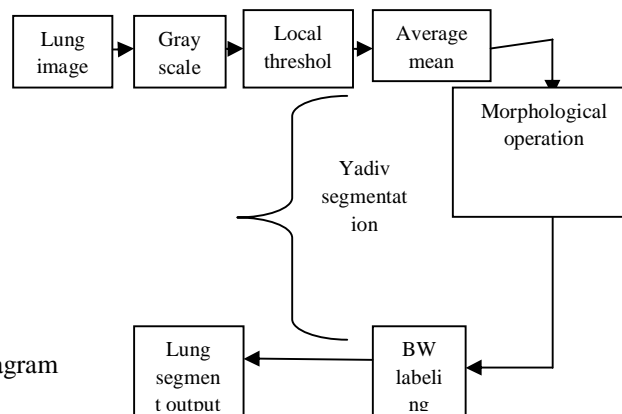 Lung
image
Gray
scale
Local
threshol
Average
mean
Morphological
operation
Yadiv
segmentat
ion
BW
labeli
ng
Lung
segmen
t output
agram